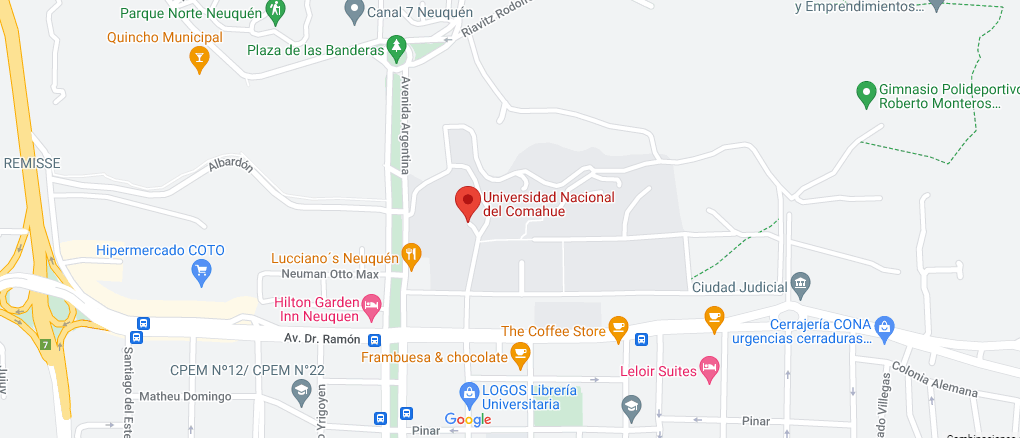 Parque Norte Neuquén
Canal 7 Neuquén
y Emprendimientos...
Quincho Municipal
Plaza de las Banderas
Avenida Argentina
Gimnasio Polideportivo
Roberto Monteros...
REMISSE
Albardón
Universidad Nacional
del Comahue
Hipermercado COTO
Lucciano´s Neuquén
Neuman Otto Max
Ciudad Judicial
Hilton Garden
Inn Neuquen
Av. Dr. Ramón
The Coffee Store
Cerrajería CONA
urgencias cerraduras...
7
Frambuesa & chocolate
Leloir Suites
Colonia Alemana
CPEM N°12/ CPEM N°22
Matheu Domingo
LOGOS Librería
Universitaria
Google
Pinar
Pinar
Santiago del Este